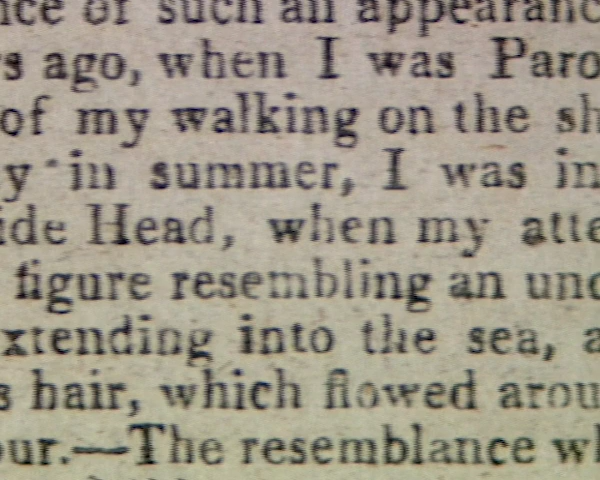 nce of such an appearanc
s ago, when I was Paro
of my walking on the sh
y in summer, I was in
ide Head, when my atte
figure resembling an und
xtending into the sea, a
s hair, which flowed arou
our.—The resemblance wh